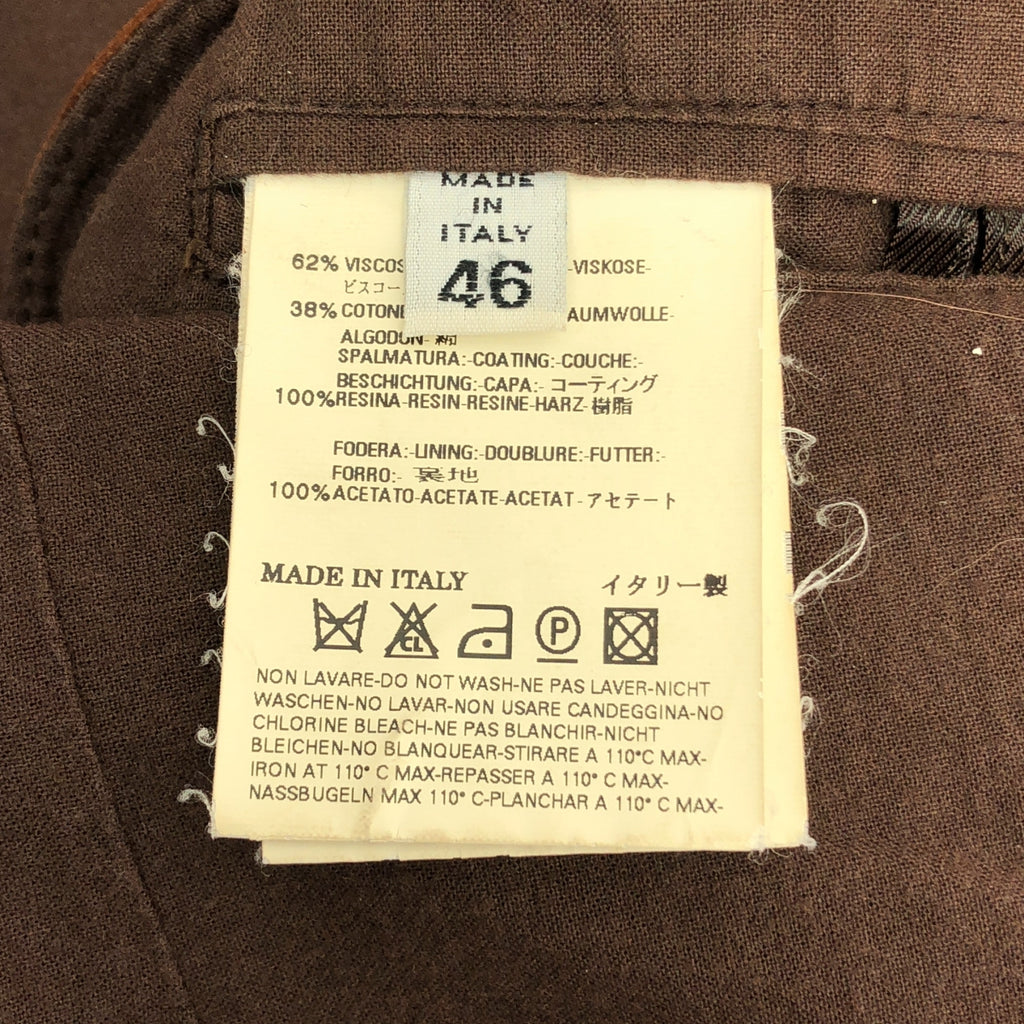 MADE
IN
ITALY
46
62% VISCOS -VISKOSE-
ビスコー
38% COTONE AUMWOLLE-
ALGODON- 綿
SPALMATURA:-COATING:-COUCHE:-
BESCHICHTUNG:-CAPA:- コーティング
100%RESINA-RESIN-RESINE-HARZ-樹脂
FODERA:-LINING:-DOUBLURE:-FUTTER:-
FORRO:- 裏地
100%ACETATO-ACETATE-ACETAT-アセテート
MADE IN ITALY イタリー製
CL P
NON LAVARE-DO NOT WASH-NE PAS LAVER-NICHT
WASCHEN-NO LAVAR-NON USARE CANDEGGINA-NO
CHLORINE BLEACH-NE PAS BLANCHIR-NICHT
BLEICHEN-NO BLANQUEAR-STIRARE A 110°C MAX-
IRON AT 110° C MAX-REPASSER A 110° C MAX-
NASSBUGELN MAX 110° C-PLANCHAR A 110° C MAX-